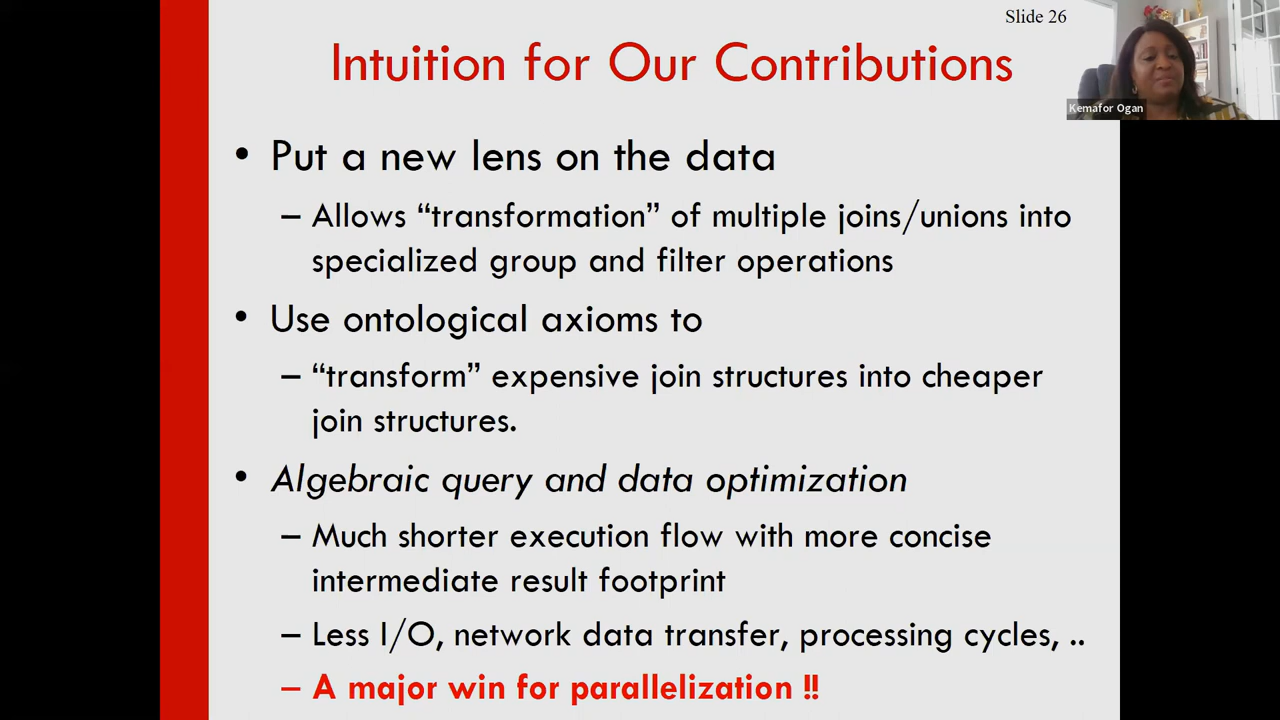 Slide 26
Intuition for Our Contributions
Kemafor Ogan
• Put a new lens on the data
– Allows “transformation” of multiple joins/unions into
specialized group and filter operations
• Use ontological axioms to
– “transform” expensive join structures into cheaper
join structures.
• Algebraic query and data optimization
– Much shorter execution flow with more concise
intermediate result footprint
– Less I/O, network data transfer, processing cycles, ..
– A major win for parallelization !!